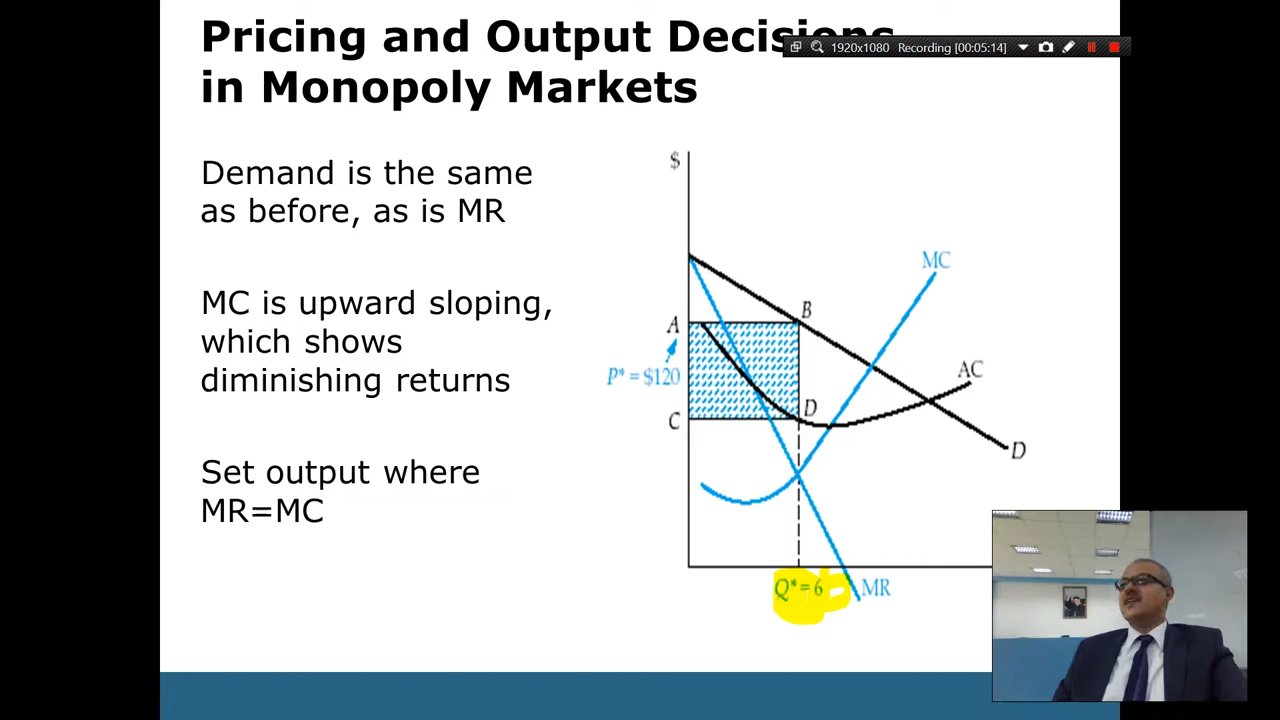 Pricing and Output Decisions
in Monopoly Markets
1920x1080 Recording [00:05:14]
Demand is the same
as before, as is MR
MC is upward sloping,
which shows
diminishing returns
Set output where
MR=MC
$
MC
B
A
P* = $120
AC
D
C
D
Q* = 6
MR